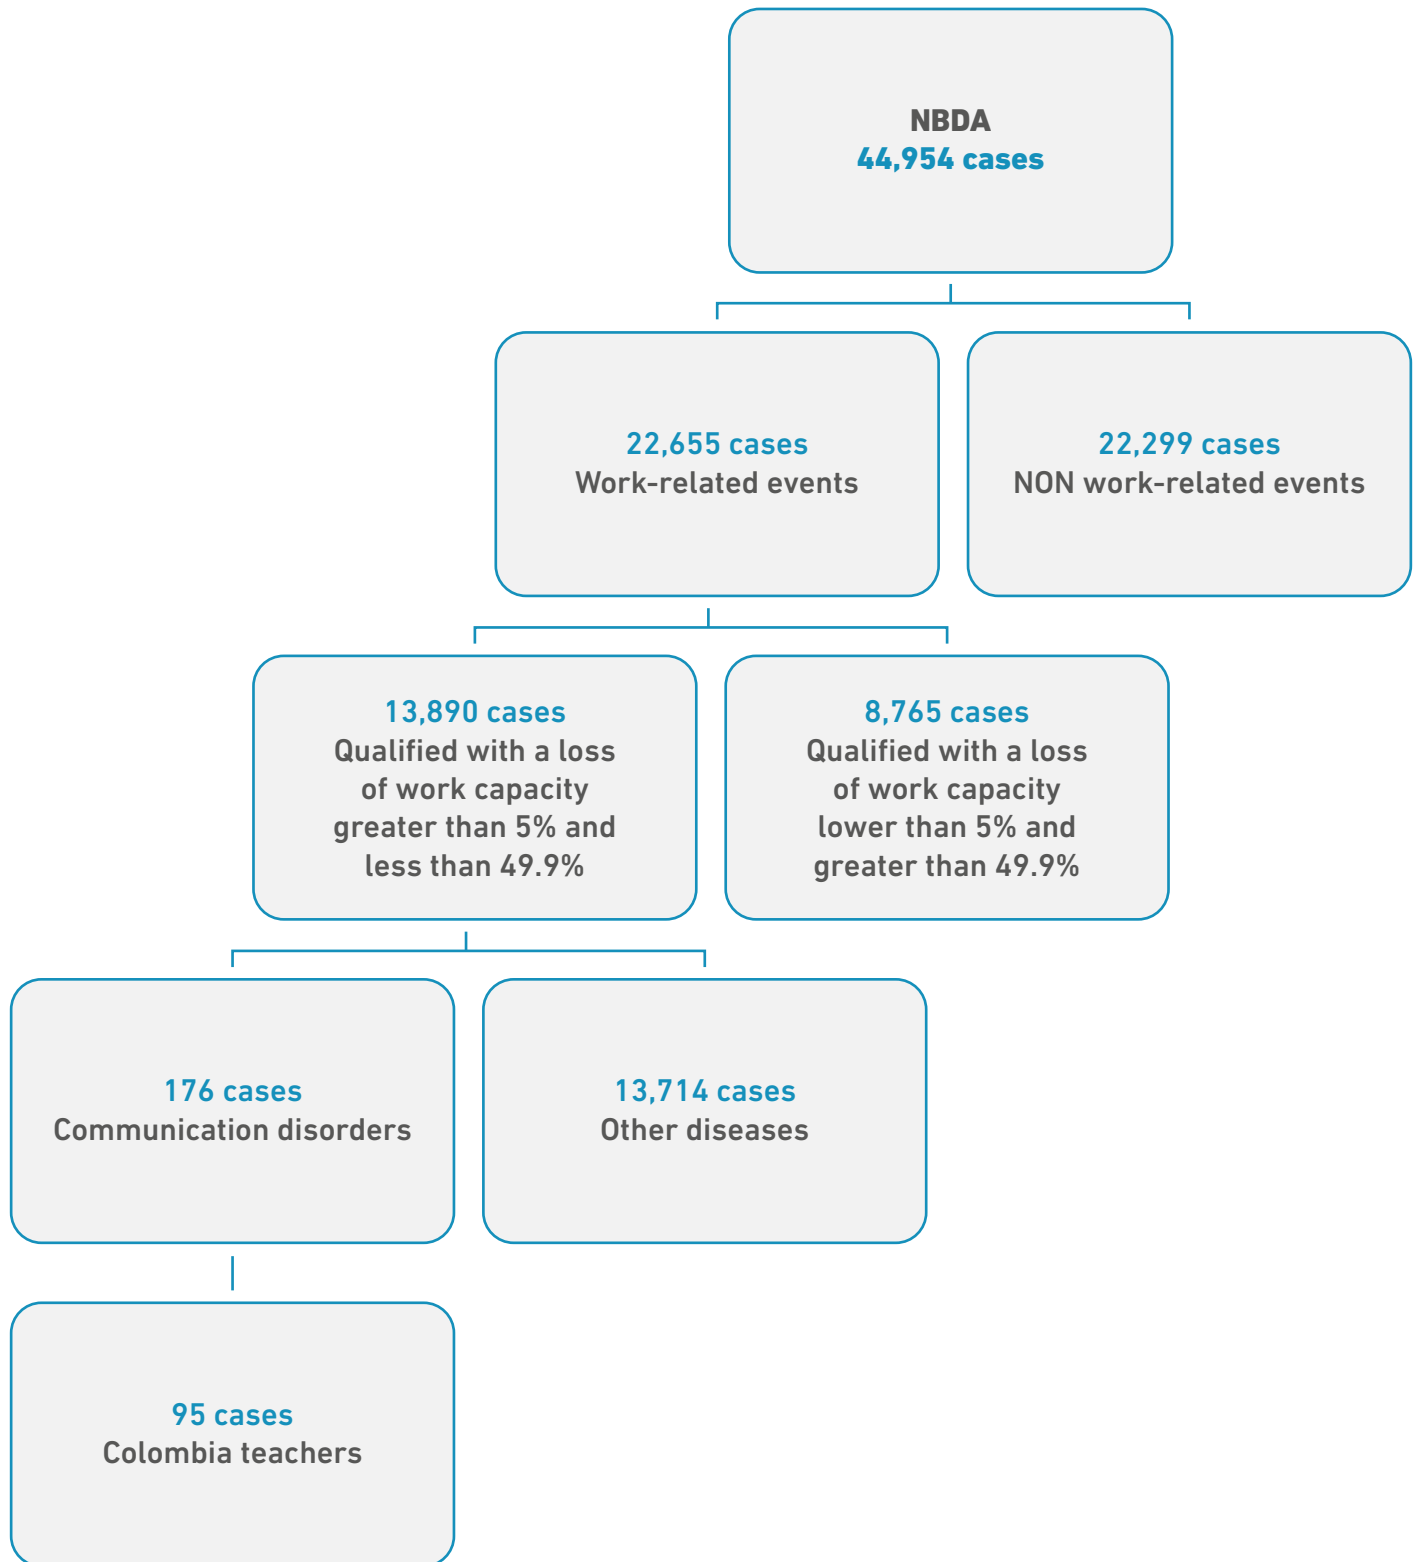 NBDA
44,954 cases
22,655 cases
Work-related events
22,299 cases
NON work-related events
13,890 cases
Qualified with a loss
of work capacity
greater than 5% and
less than 49.9%
8,765 cases
Qualified with a loss
of work capacity
lower than 5% and
greater than 49.9%
176 cases
Communication disorders
13,714 cases
Other diseases
95 cases
Colombia teachers